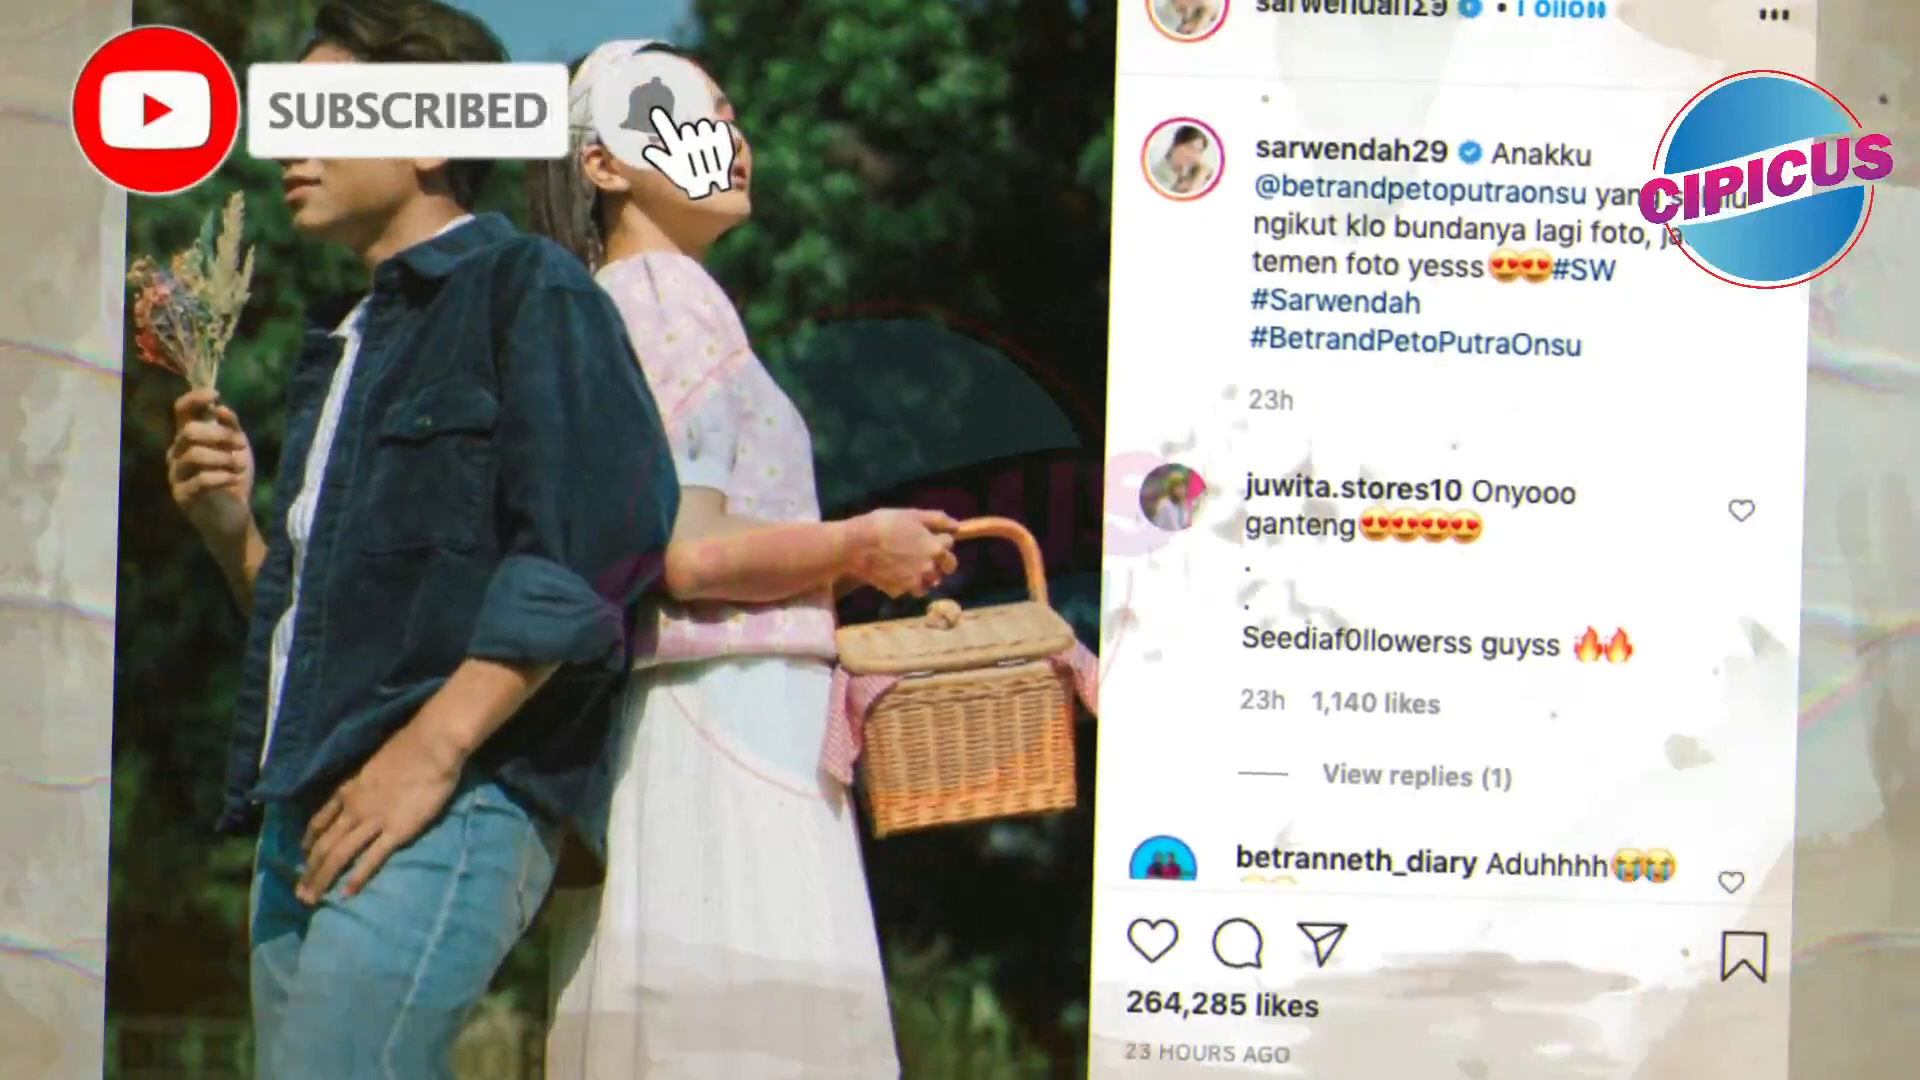 SUBSCRIBED
sarwendah29 • Follow
CIPICUS
sarwendah29 Anakku
@betrandpetoputraonsu yang
ngikut klo bundanya lagi foto,
temen foto yesss😍😍#SW
#Sarwendah
#BetrandPetoPutraOnsu
23h
juwita.stores10 Onyooo
ganteng😍😍😍😍
.
.
Seediaf0llowerss guyss 🔥🔥
23h 1,140 likes
View replies (1)
betranneth_diary Aduhhhh😭😭
264,285 likes
23 HOURS AGO